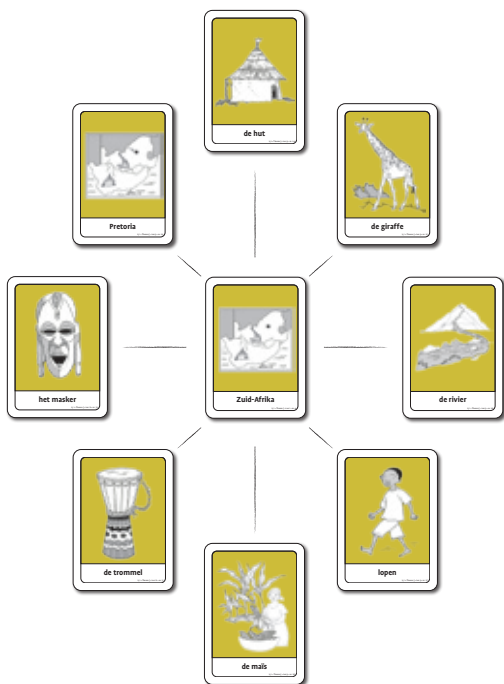 de hut
Pretoria
de giraffe
het masker
Zuid-Afrika
de rivier
de trommel
lopen
de maïs